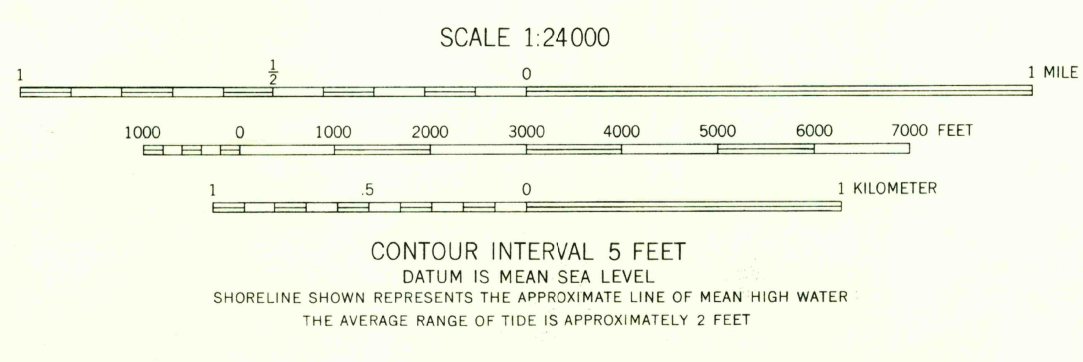 SCALE 1:24000
1 ½ 0 1 MILE
1000 0 1000 2000 3000 4000 5000 6000 7000 FEET
1 .5 0 1 KILOMETER
CONTOUR INTERVAL 5 FEET
DATUM IS MEAN SEA LEVEL
SHORELINE SHOWN REPRESENTS THE APPROXIMATE LINE OF MEAN HIGH WATER
THE AVERAGE RANGE OF TIDE IS APPROXIMATELY 2 FEET